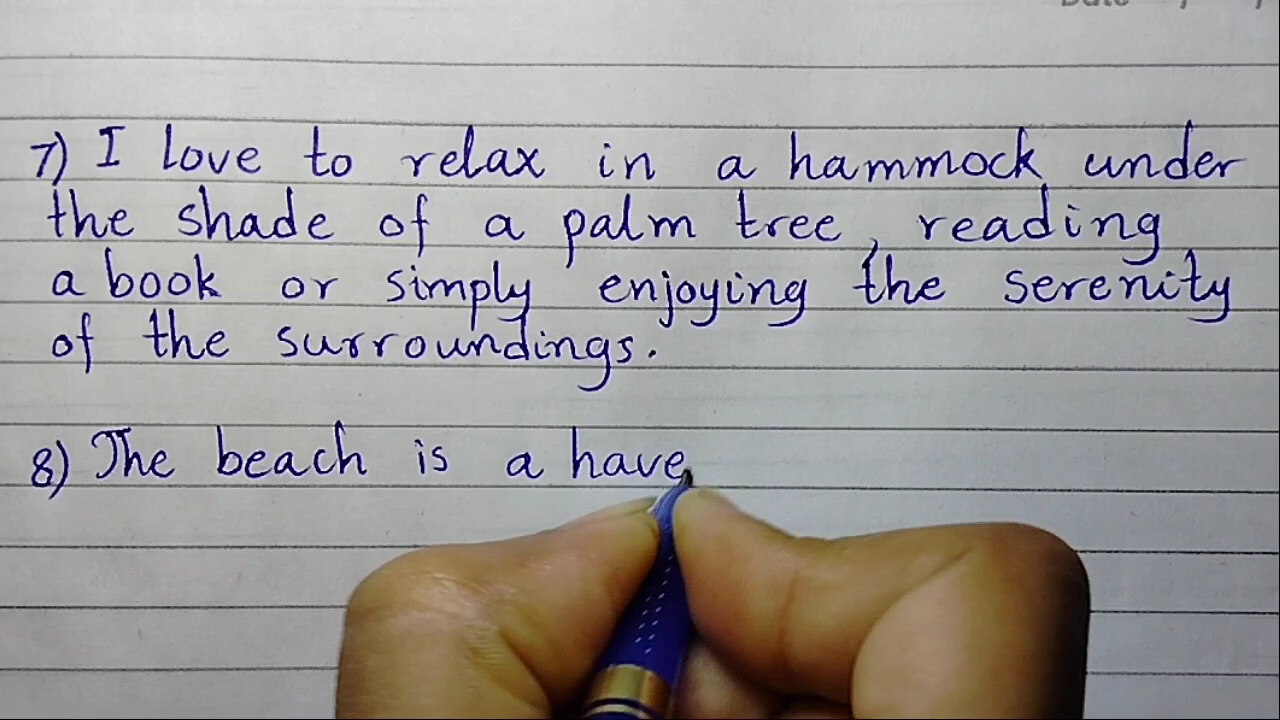 Date / /
7) I love to relax in a hammock under
the shade of a palm tree, reading
a book or simply enjoying the serenity
of the surroundings.
8) The beach is a have